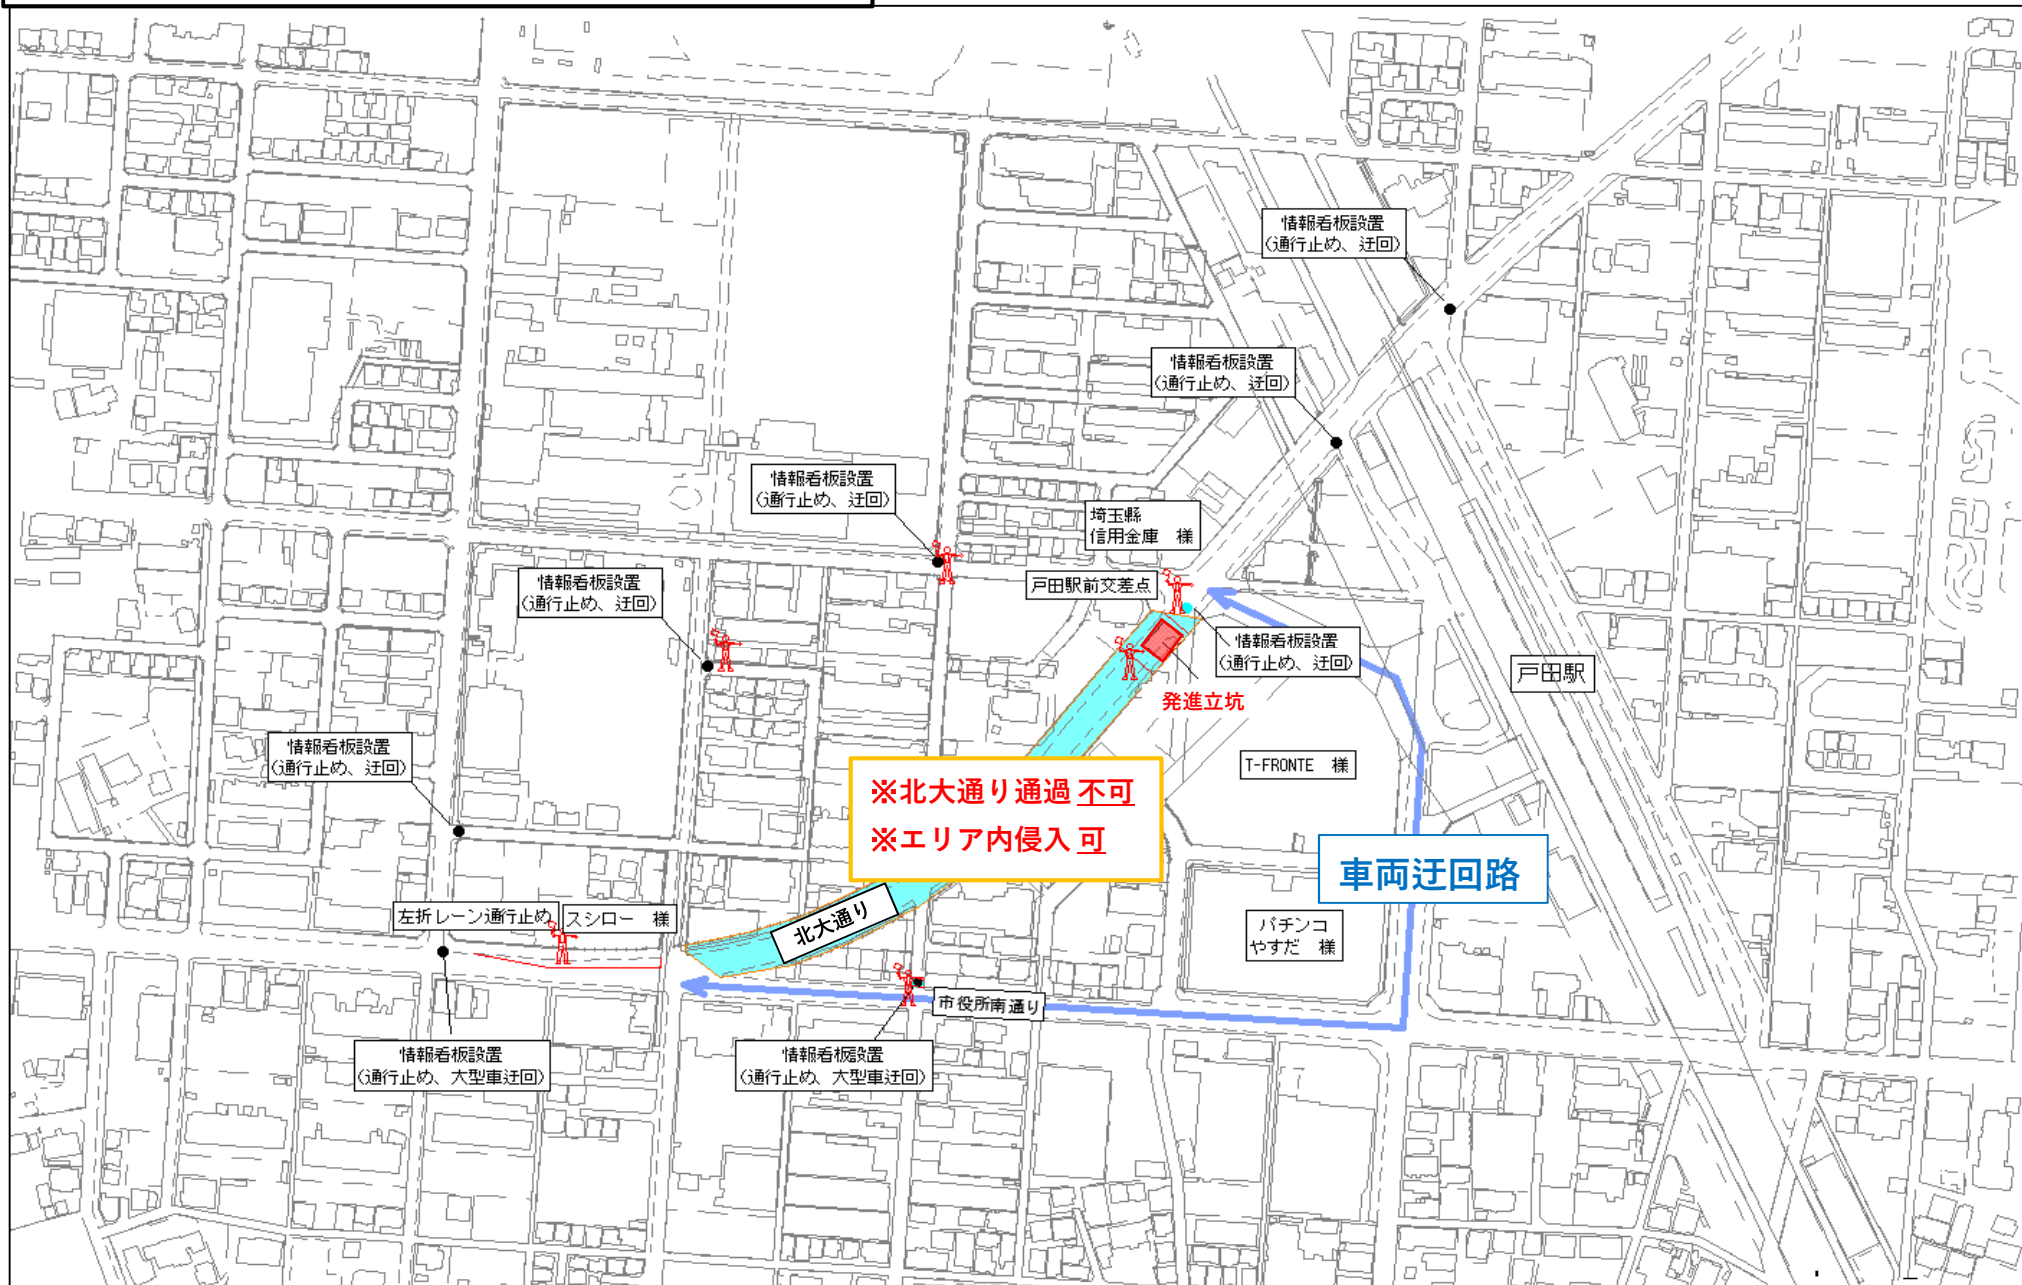 情報看板設置
(通行止め、迂回)
情報看板設置
(通行止め、迂回)
情報看板設置
(通行止め、迂回)
埼玉縣
信用金庫 様
戸田駅前交差点
情報看板設置
(通行止め、迂回)
情報看板設置
(通行止め、迂回)
戸田駅
発進立坑
情報看板設置
(通行止め、迂回)
T-FRONTE 様
※北大通り通過 不可
※エリア内侵入 可
車両迂回路
左折レーン通行止め
スシロー 様
北大通り
パチンコ
やすだ 様
市役所南通り
情報看板設置
(通行止め、大型車迂回)
情報看板設置
(通行止め、大型車迂回)